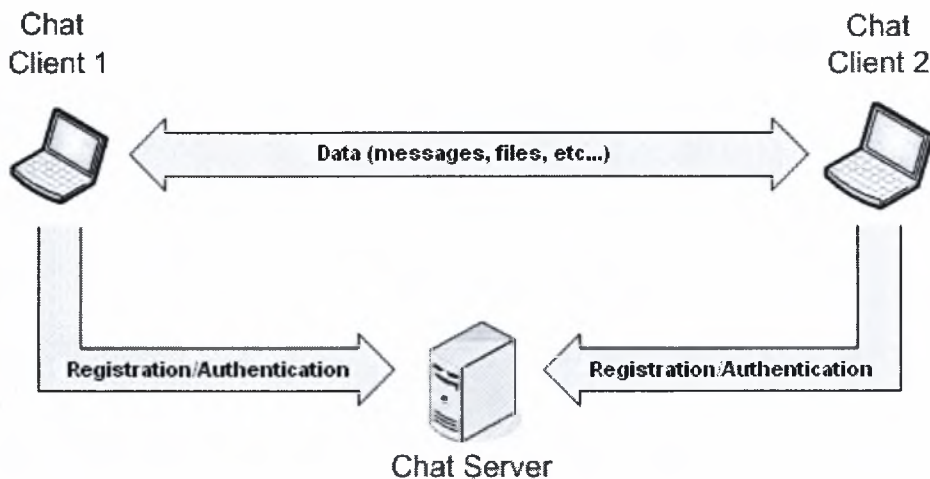 Chat
Client 1
Chat
Client 2
Data (messages, files, etc...)
Registration/Authentication
Registration/Authentication
Chat Server